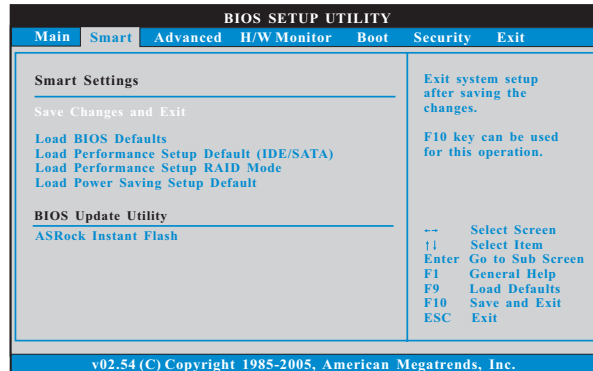 BIOS SETUP UTILITY
Main Smart Advanced H/W Monitor Boot Security Exit
Smart Settings
Save Changes and Exit
Load BIOS Defaults
Load Performance Setup Default (IDE/SATA)
Load Performance Setup RAID Mode
Load Power Saving Setup Default
BIOS Update Utility
ASRock Instant Flash
Exit system setup
after saving the
changes.
F10 key can be used
for this operation.
←→ Select Screen
↑↓ Select Item
Enter Go to Sub Screen
F1 General Help
F9 Load Defaults
F10 Save and Exit
ESC Exit
v02.54 (C) Copyright 1985-2005, American Megatrends, Inc.